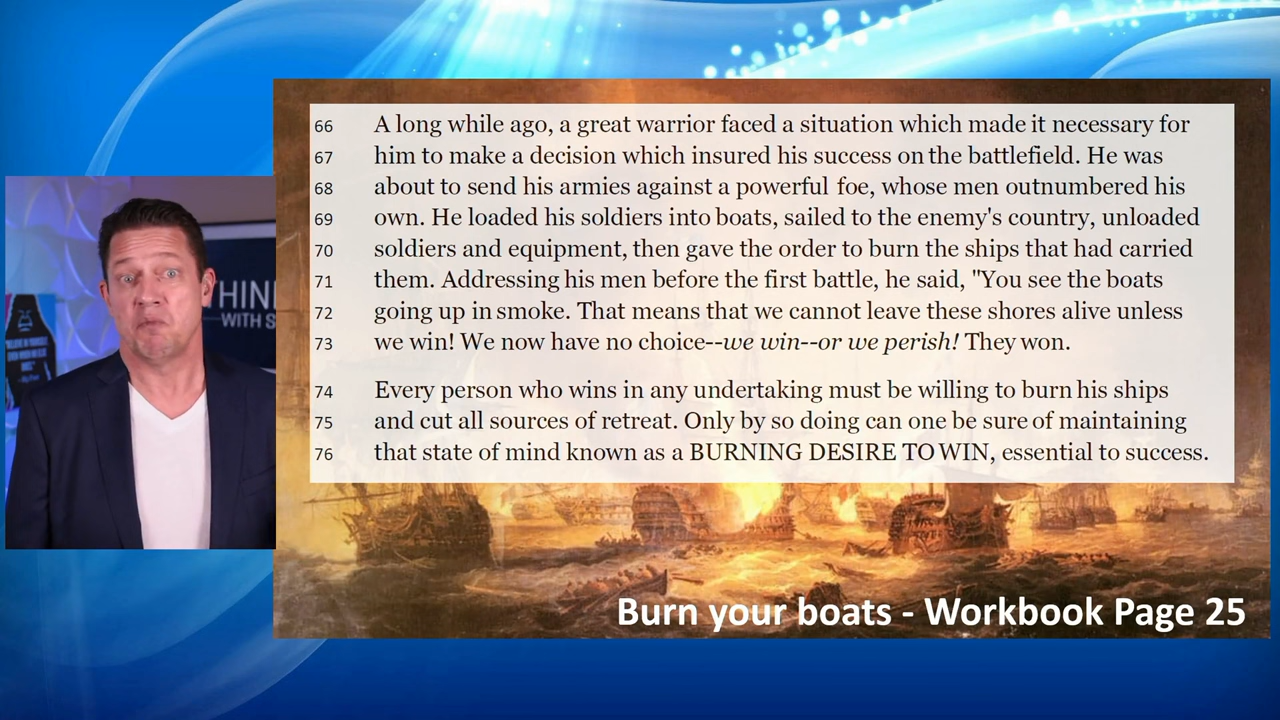 66 A long while ago, a great warrior faced a situation which made it necessary for
67 him to make a decision which insured his success on the battlefield. He was
68 about to send his armies against a powerful foe, whose men outnumbered his
69 own. He loaded his soldiers into boats, sailed to the enemy's country, unloaded
70 soldiers and equipment, then gave the order to burn the ships that had carried
71 them. Addressing his men before the first battle, he said, "You see the boats
72 going up in smoke. That means that we cannot leave these shores alive unless
73 we win! We now have no choice--we win--or we perish! They won.
74 Every person who wins in any undertaking must be willing to burn his ships
75 and cut all sources of retreat. Only by so doing can one be sure of maintaining
76 that state of mind known as a BURNING DESIRE TO WIN, essential to success.
THIN
WITH S
Burn your boats - Workbook Page 25